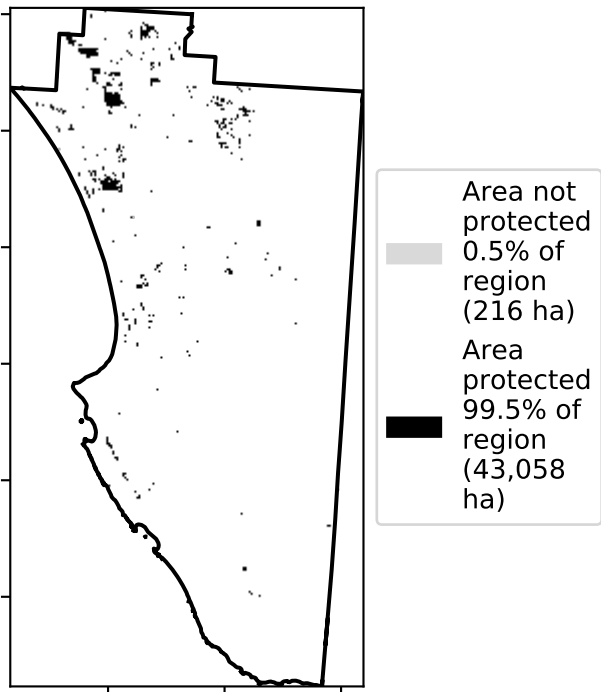 Area not
protected
0.5% of
region
(216 ha)
Area
protected
99.5% of
region
(43,058
ha)